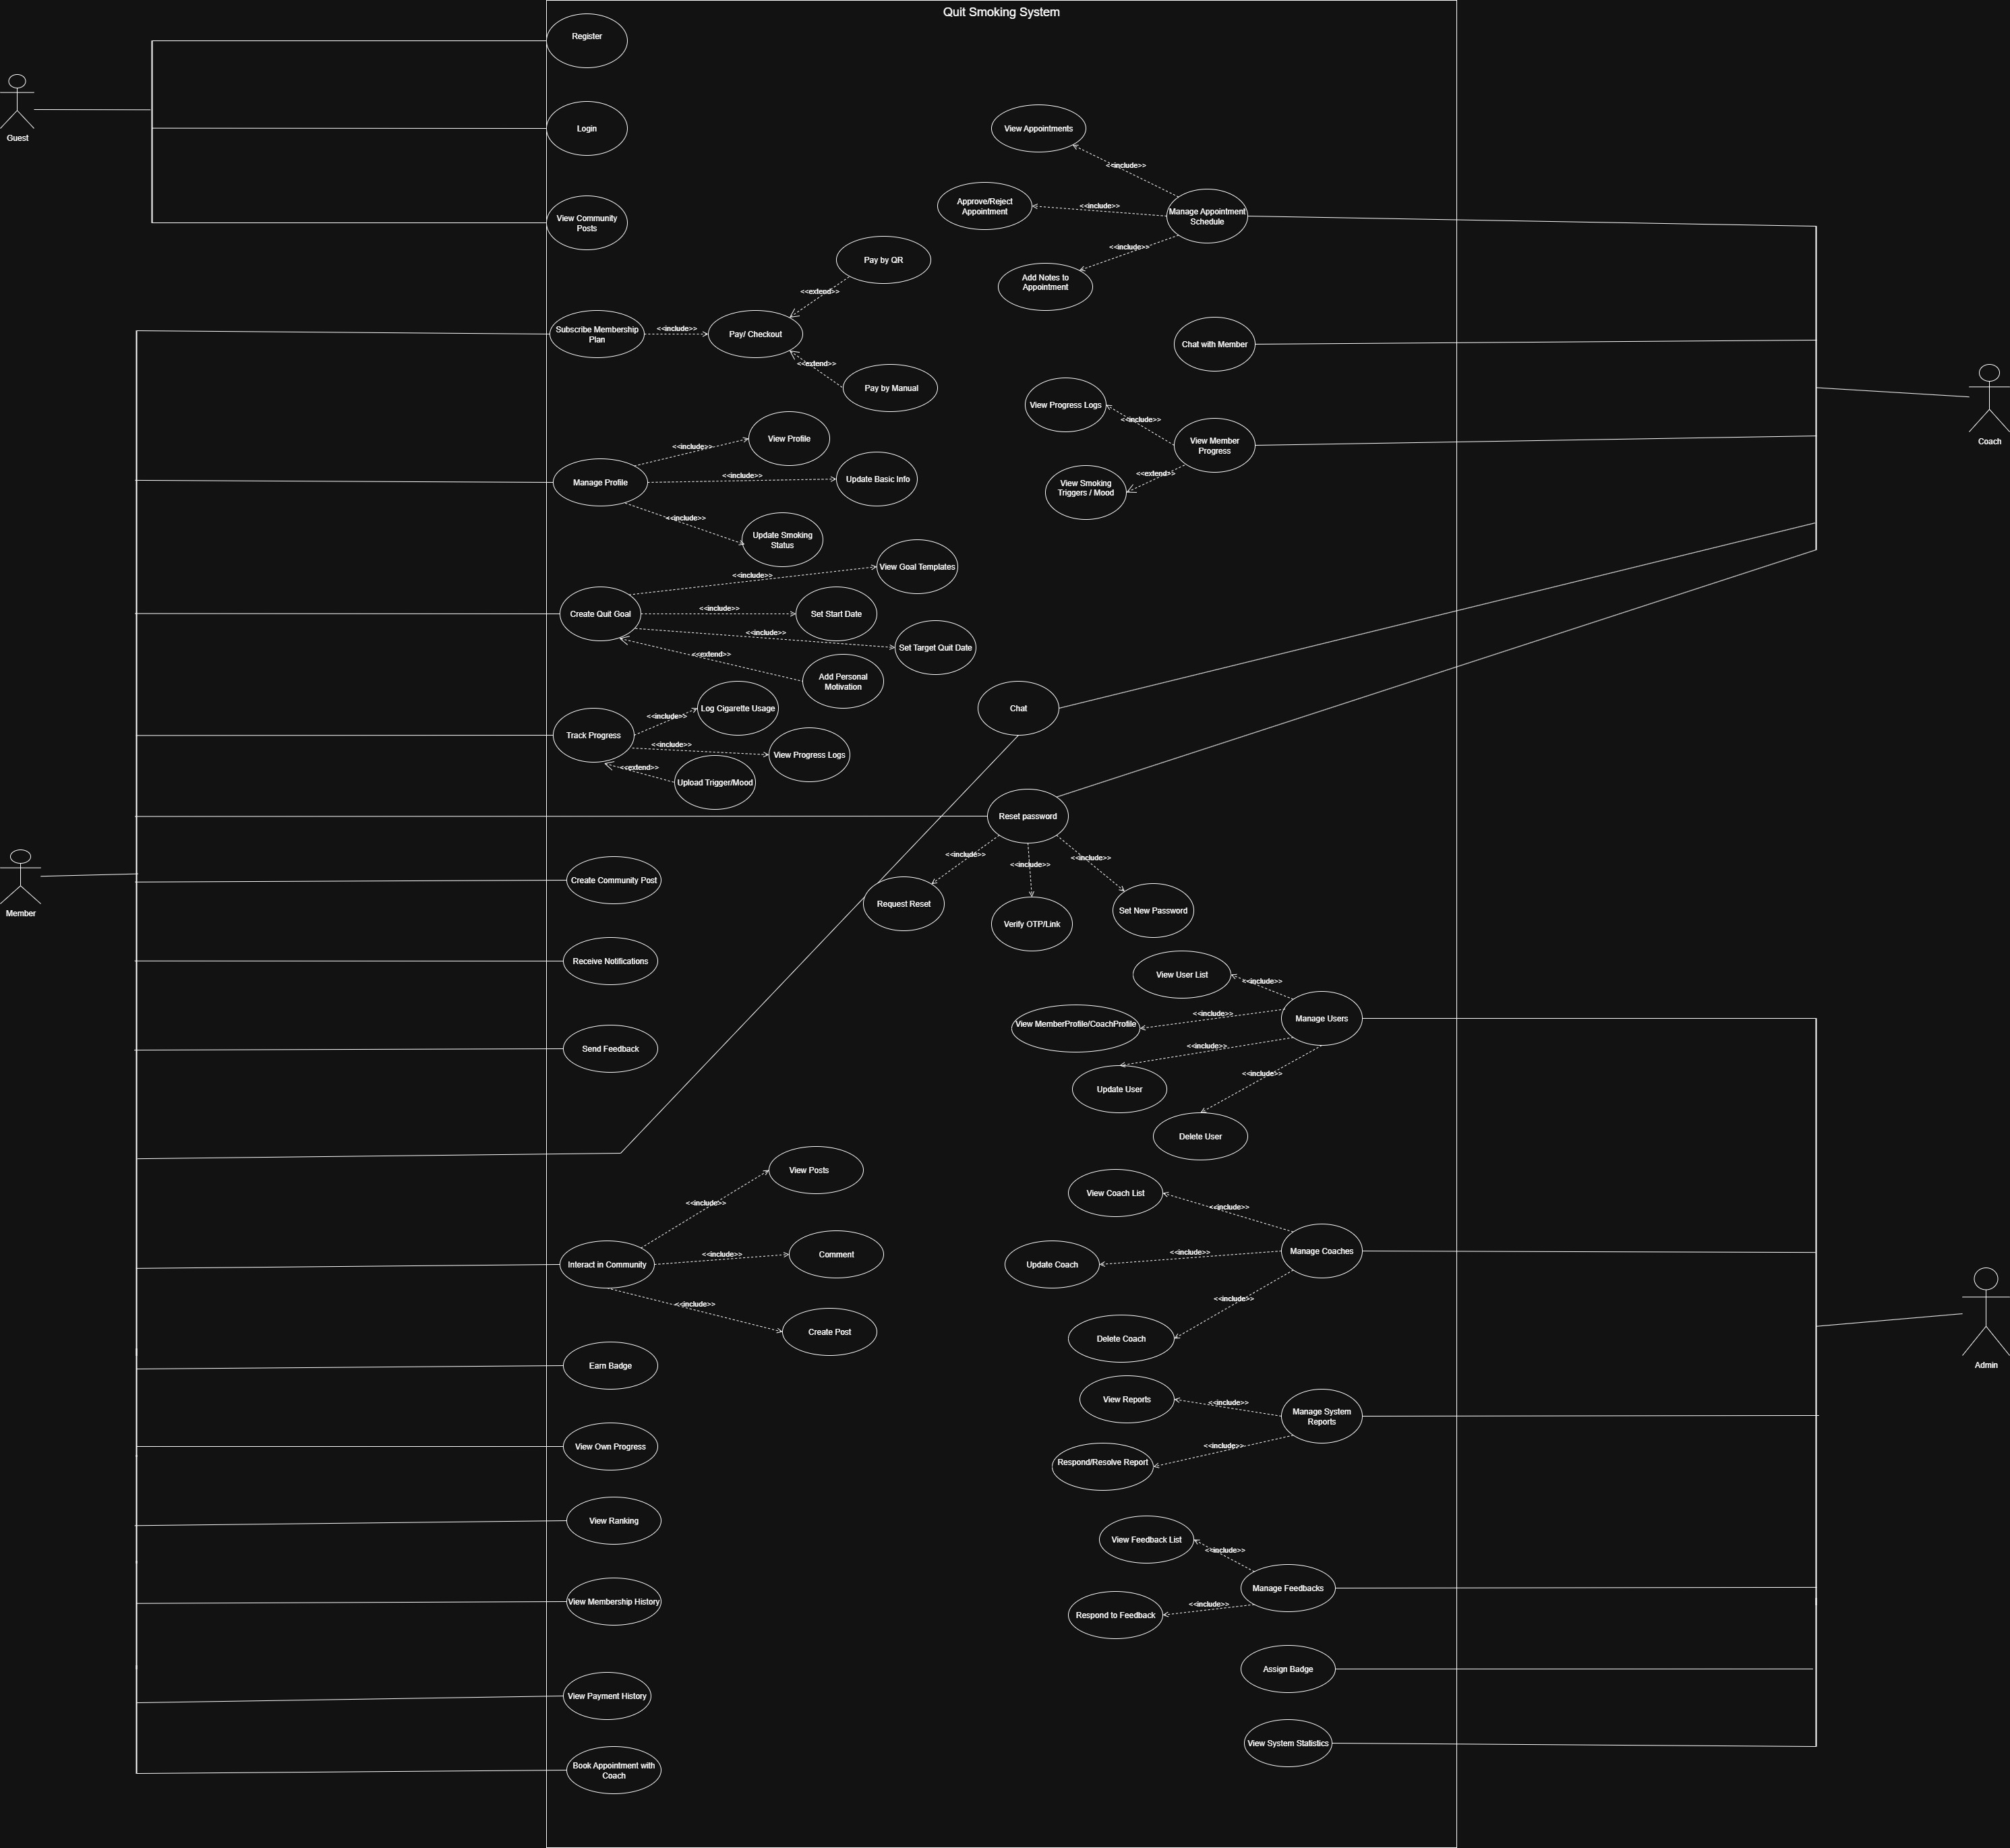 Quit Smoking System
Register
Guest
Login
View Community
Posts
View Appointments
<<include>>
Approve/Reject
Appointment
<<include>>
Manage Appointment
Schedule
<<include>>
Add Notes to
Appointment
Pay by QR
<<extend>>
Subscribe Membership
Plan
<<include>>
Pay/ Checkout
<<extend>>
Pay by Manual
Chat with Member
View Progress Logs
<<include>>
View Member
Progress
<<extend>>
View Smoking
Triggers / Mood
Coach
View Profile
<<include>>
Manage Profile
<<include>>
Update Basic Info
<<include>>
Update Smoking
Status
View Goal Templates
<<include>>
Create Quit Goal
<<include>>
Set Start Date
<<include>>
Set Target Quit Date
<<extend>>
Add Personal
Motivation
Log Cigarette Usage
<<include>>
Track Progress
<<include>>
View Progress Logs
<<extend>>
Upload Trigger/Mood
Chat
Reset password
<<include>>
<<include>>
<<include>>
Request Reset
Verify OTP/Link
Set New Password
Member
Create Community Post
Receive Notifications
Send Feedback
View User List
<<include>>
View MemberProfile/CoachProfile
<<include>>
Manage Users
<<include>>
Update User
<<include>>
Delete User
View Posts
<<include>>
Interact in Community
<<include>>
Comment
<<include>>
Create Post
View Coach List
<<include>>
Update Coach
<<include>>
Manage Coaches
<<include>>
Delete Coach
Admin
Earn Badge
View Own Progress
View Ranking
View Membership History
View Payment History
Book Appointment with
Coach
View Reports
<<include>>
Manage System
Reports
<<include>>
Respond/Resolve Report
View Feedback List
<<include>>
Manage Feedbacks
<<include>>
Respond to Feedback
Assign Badge
View System Statistics